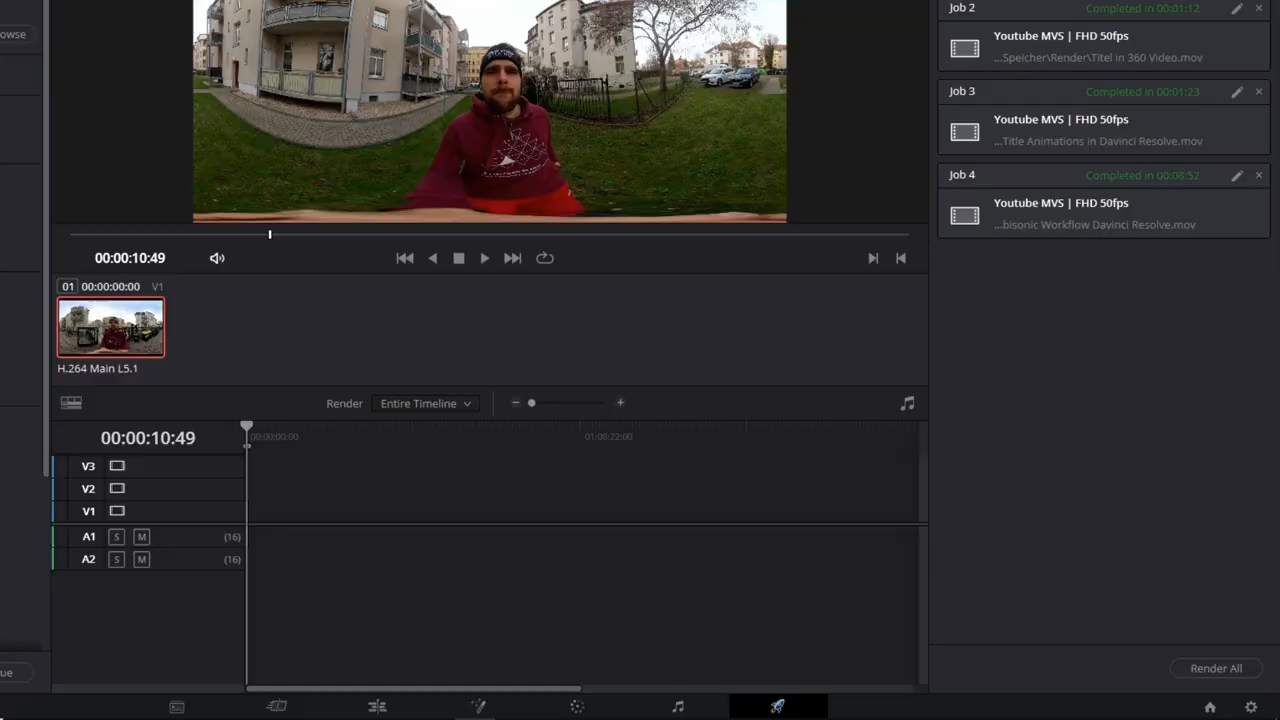 owse
Job 2 Completed in 00:01:12
Youtube MVS | FHD 50fps
...Speicher\Render\Titel in 360 Video.mov
Job 3 Completed in 00:01:23
Youtube MVS | FHD 50fps
...Title Animations in Davinci Resolve.mov
Job 4 Completed in 00:08:52
Youtube MVS | FHD 50fps
...bisonic Workflow Davinci Resolve.mov
00:00:10:49
01 00:00:00:00 V1
H.264 Main L5.1
Render Entire Timeline
00:00:10:49
00:00:00:00 01:08:22:00
V3
V2
V1
A1 S M (16)
A2 S M (16)
ue
Render All